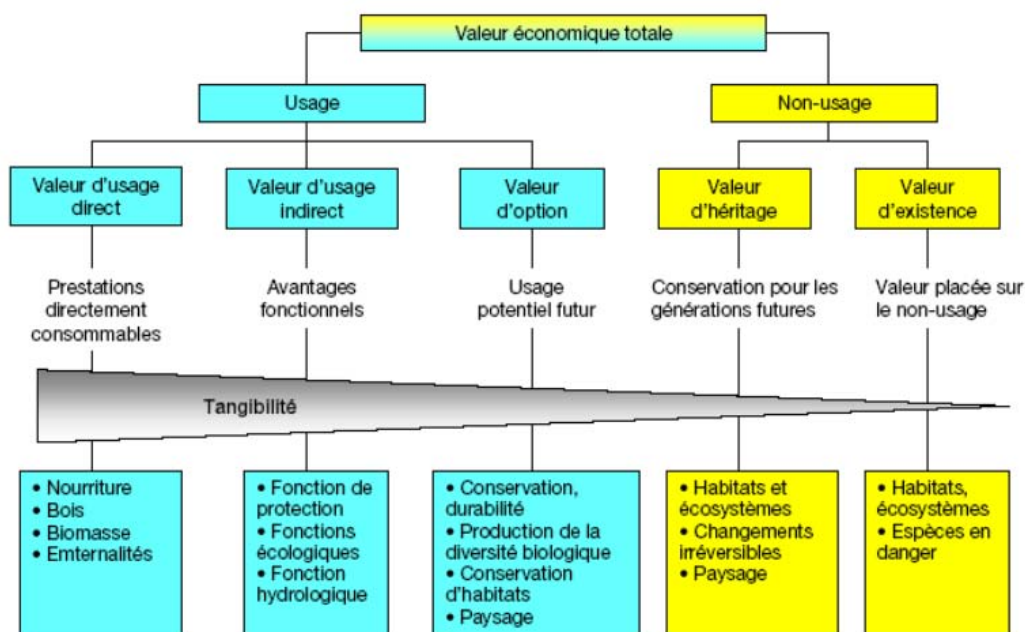 Valeur économique totale
Usage
Non-usage
Valeur d'usage
direct
Valeur d'usage
indirect
Valeur
d'option
Valeur
d'héritage
Valeur
d'existence
Prestations
directement
consommables
Avantages
fonctionnels
Usage
potentiel futur
Conservation pour les
générations futures
Valeur placée sur
le non-usage
Tangibilité
• Nourriture
• Bois
• Biomasse
• Emternalités
• Fonction de
protection
• Fonctions
écologiques
• Fonction
hydrologique
• Conservation,
durabilité
• Production de la
diversité biologique
• Conservation
d'habitats
• Paysage
• Habitats et
écosystèmes
• Changements
irréversibles
• Paysage
• Habitats,
écosystèmes
• Espèces en
danger